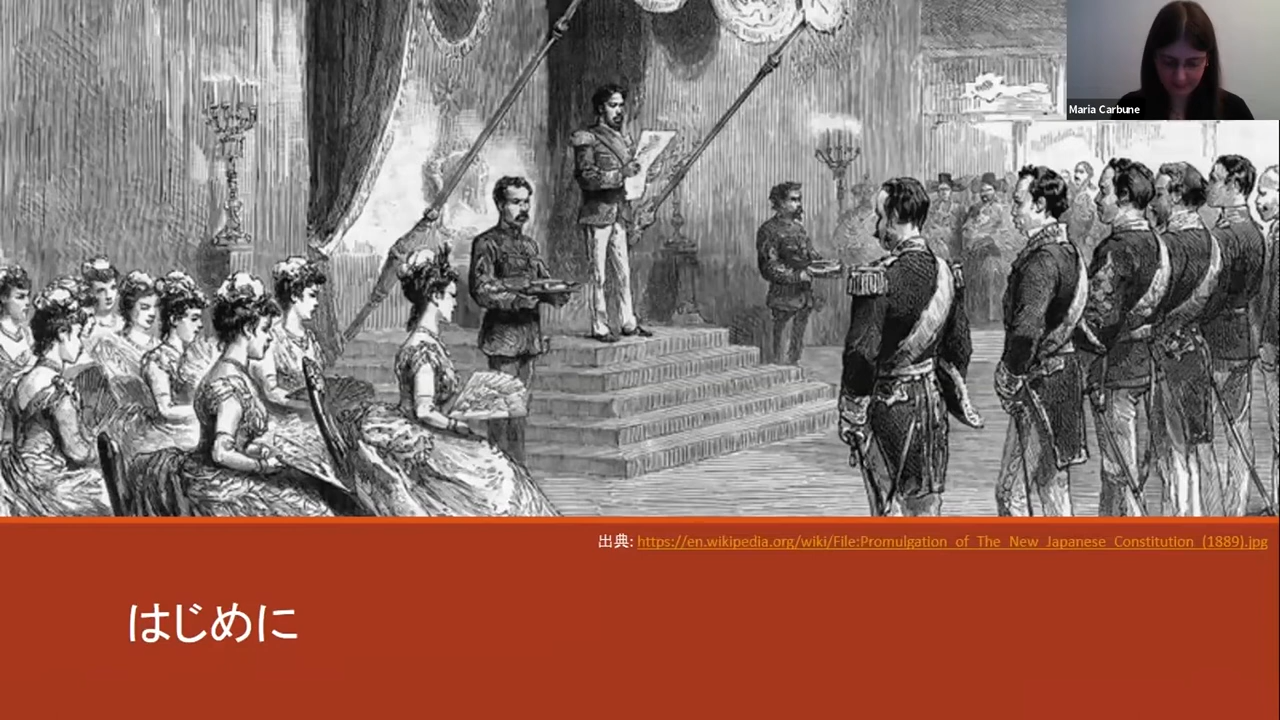 Maria Carbune
出典: https://en.wikipedia.org/wiki/File:Promulgation_of_The_New_Japanese_Constitution_(1889).jpg
はじめに